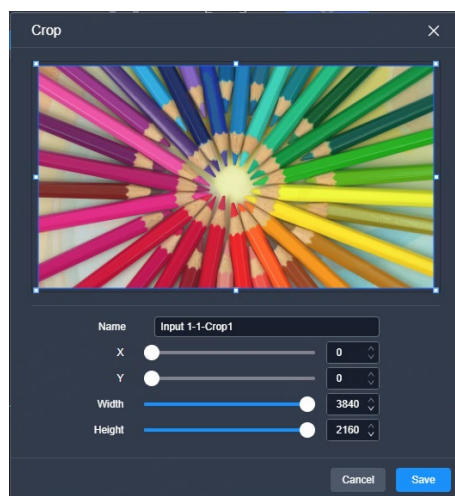 Crop
Name Input 1-1-Crop1
X 0
Y 0
Width 3840
Height 2160
Cancel Save